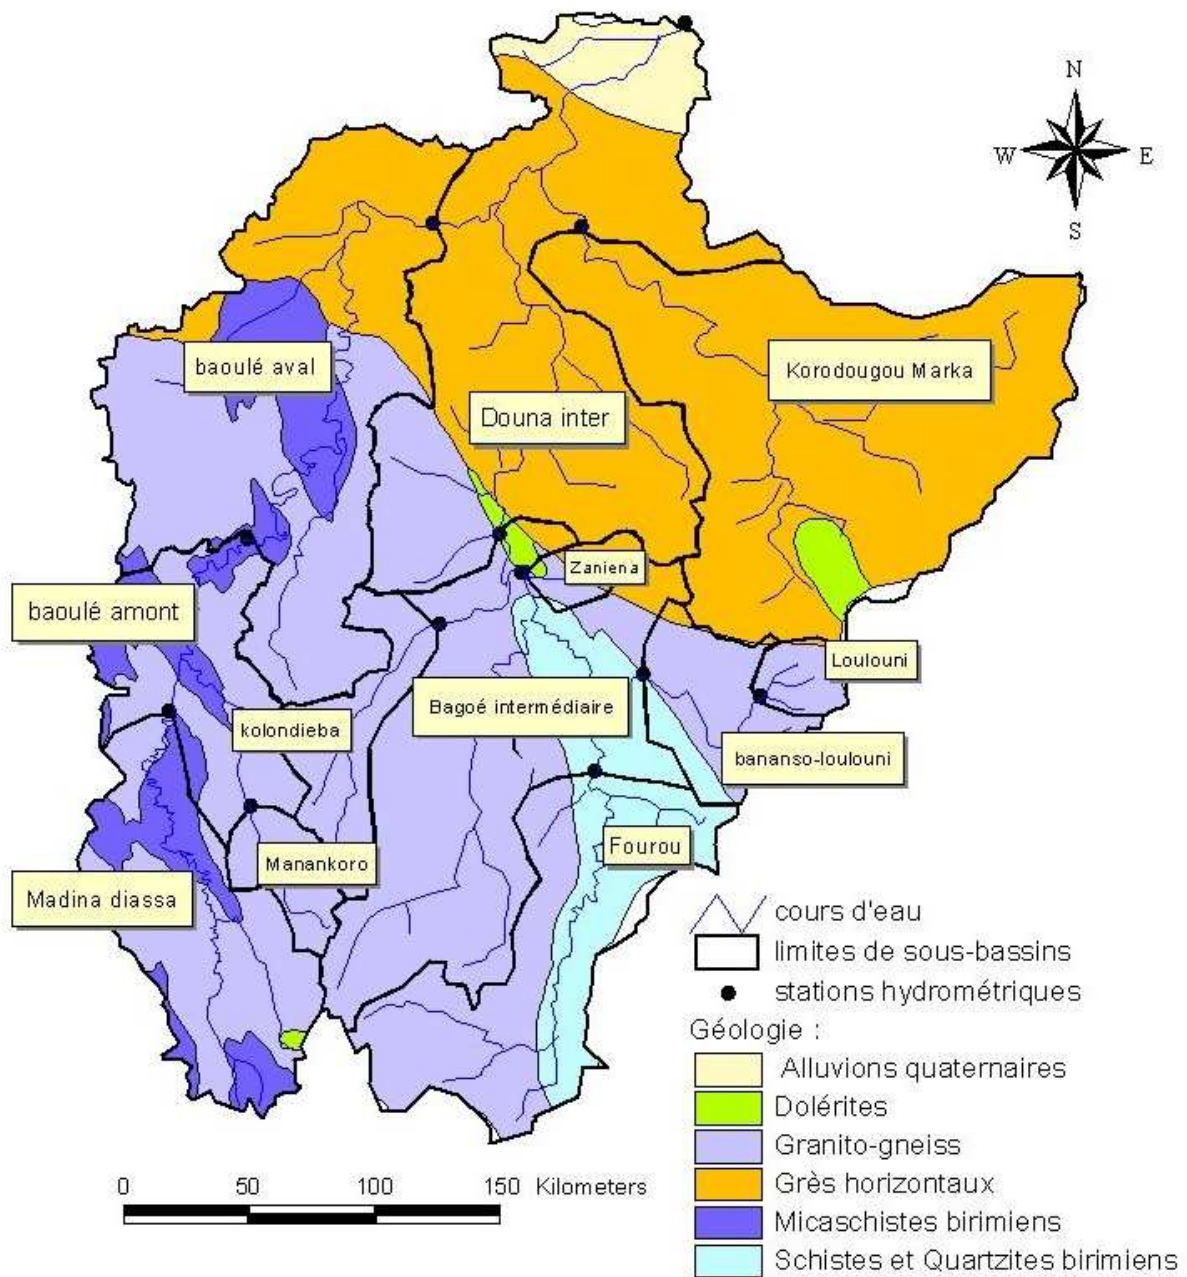 N
W E
S
baoulé aval
Korodougou Marka
Douna inter
Zaniena
baoulé amont
Loulouni
Bagoé intermédiaire
kolondieba
bananso-loulouni
Manankoro
Fourou
Madina diassa
cours d'eau
limites de sous-bassins
stations hydrométriques
Géologie :
Alluvions quaternaires
Dolérites
Granito-gneiss
Grès horizontaux
Micaschistes birimiens
Schistes et Quartzites birimiens
0 50 100 150 Kilometers